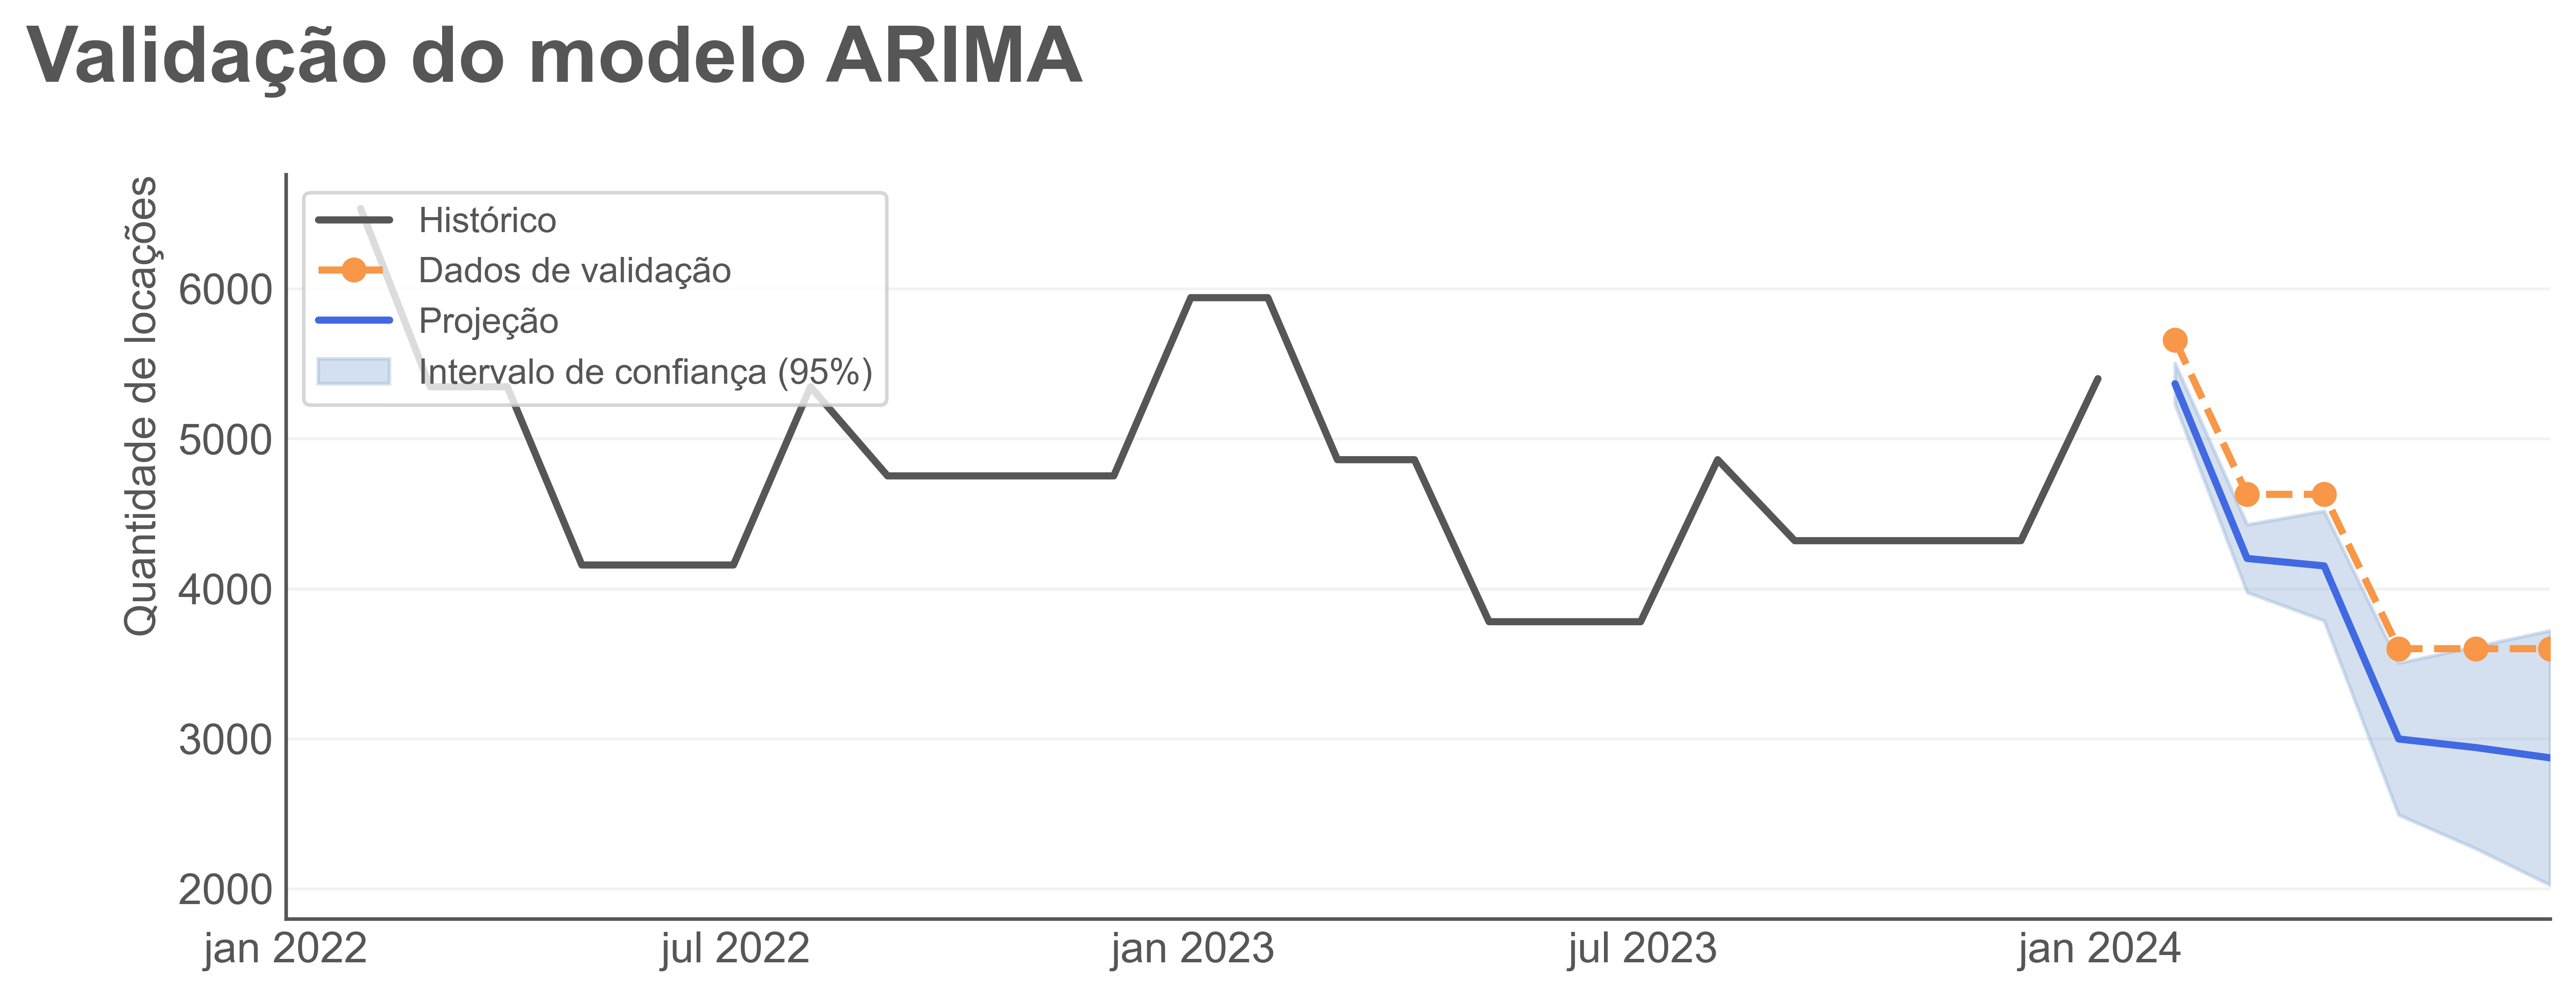 Validação do modelo ARIMA
Quantidade de locações
Histórico
Dados de validação
Projeção
Intervalo de confiança (95%)
6000
5000
4000
3000
2000
jan 2022
jul 2022
jan 2023
jul 2023
jan 2024